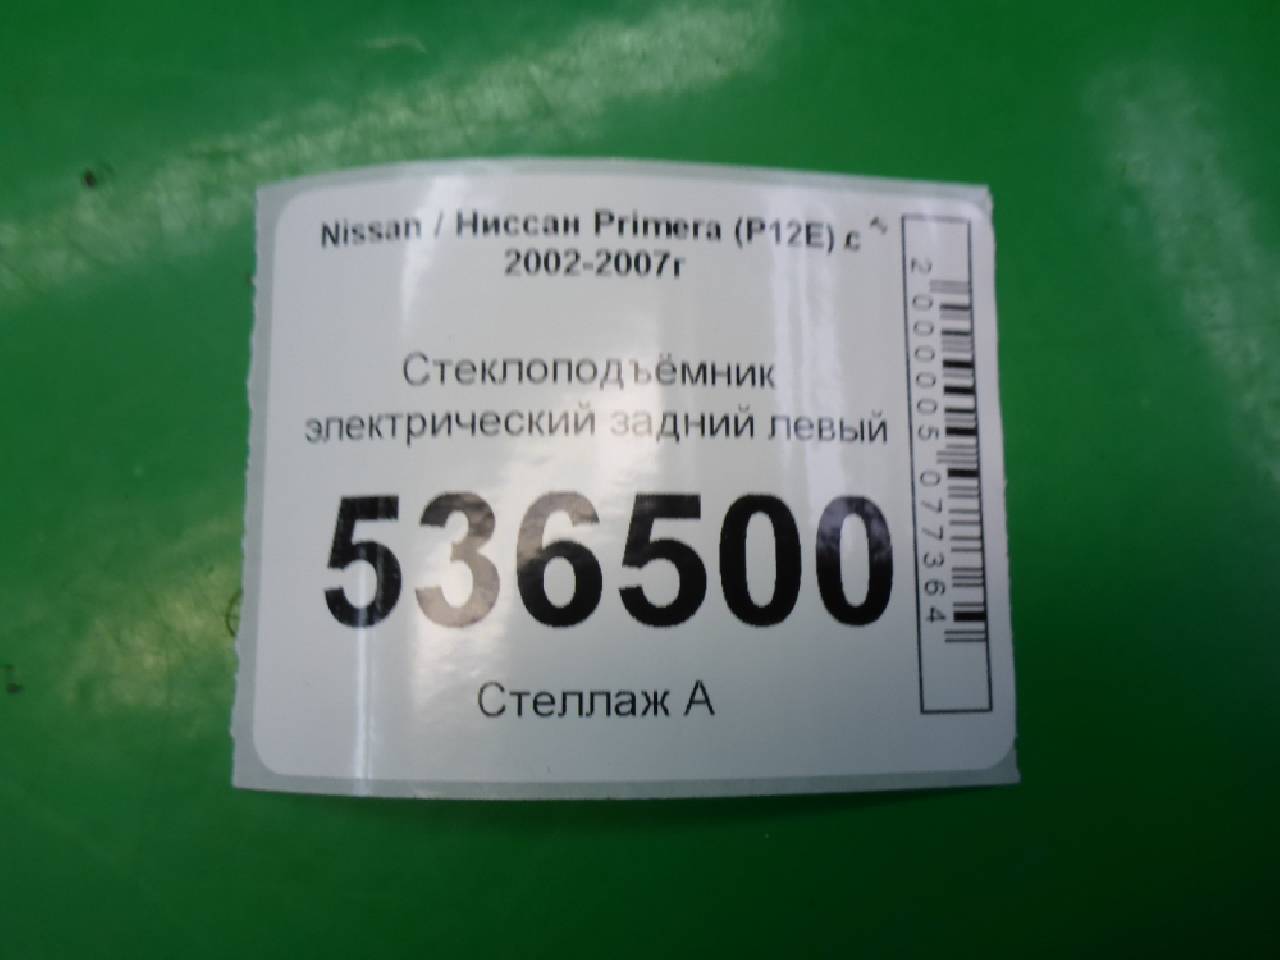 Nissan / Ниссан Primera (P12E) с
2002-2007г
Стеклоподъёмник
электрический задний левый
536500
Стеллаж А
2000005077364